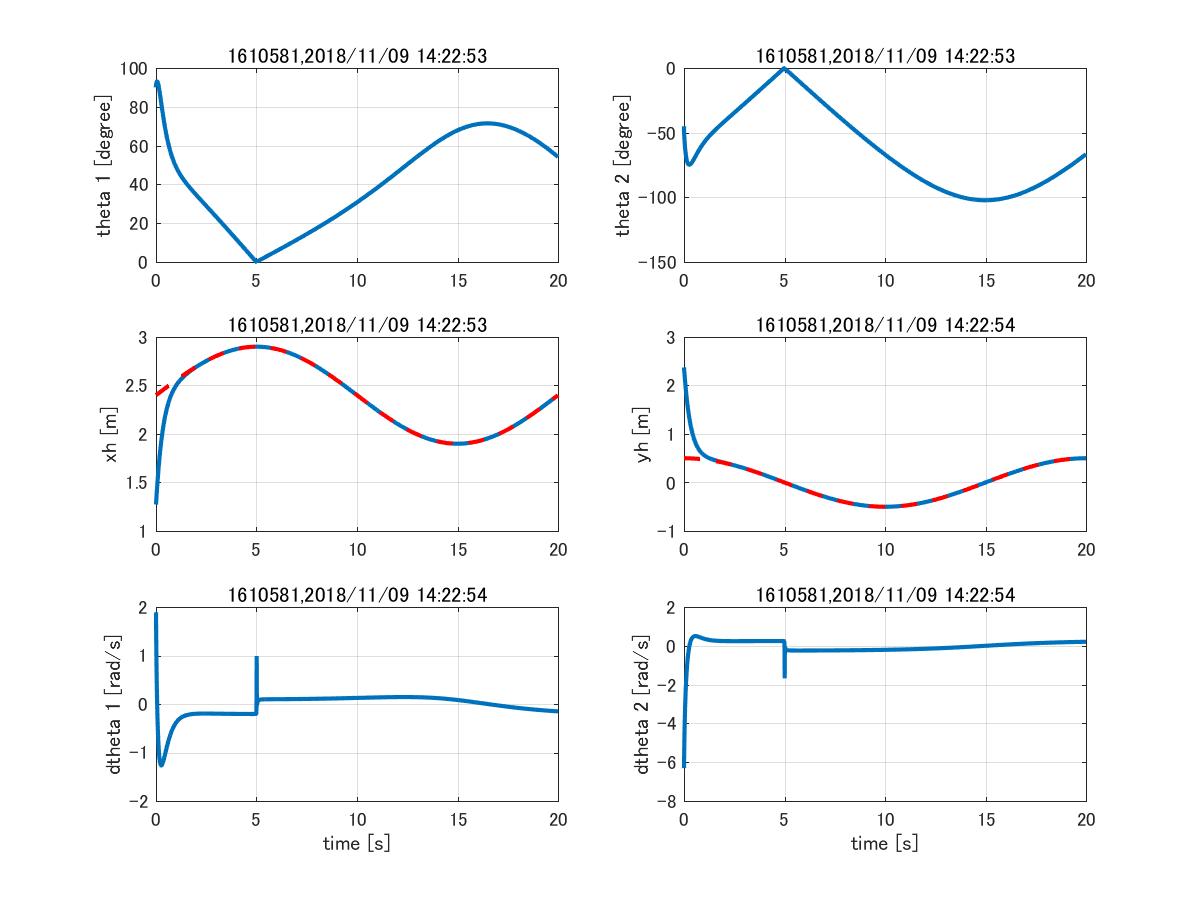 1610581,2018/11/09 14:22:53
theta 1 [degree]
100
80
60
40
20
0
0 5 10 15 20
1610581,2018/11/09 14:22:53
theta 2 [degree]
0
-50
-100
-150
0 5 10 15 20
1610581,2018/11/09 14:22:53
xh [m]
3
2.5
2
1.5
1
0 5 10 15 20
1610581,2018/11/09 14:22:54
yh [m]
3
2
1
0
-1
0 5 10 15 20
1610581,2018/11/09 14:22:54
dtheta 1 [rad/s]
2
1
0
-1
-2
0 5 10 15 20
time [s]
1610581,2018/11/09 14:22:54
dtheta 2 [rad/s]
2
0
-2
-4
-6
-8
0 5 10 15 20
time [s]